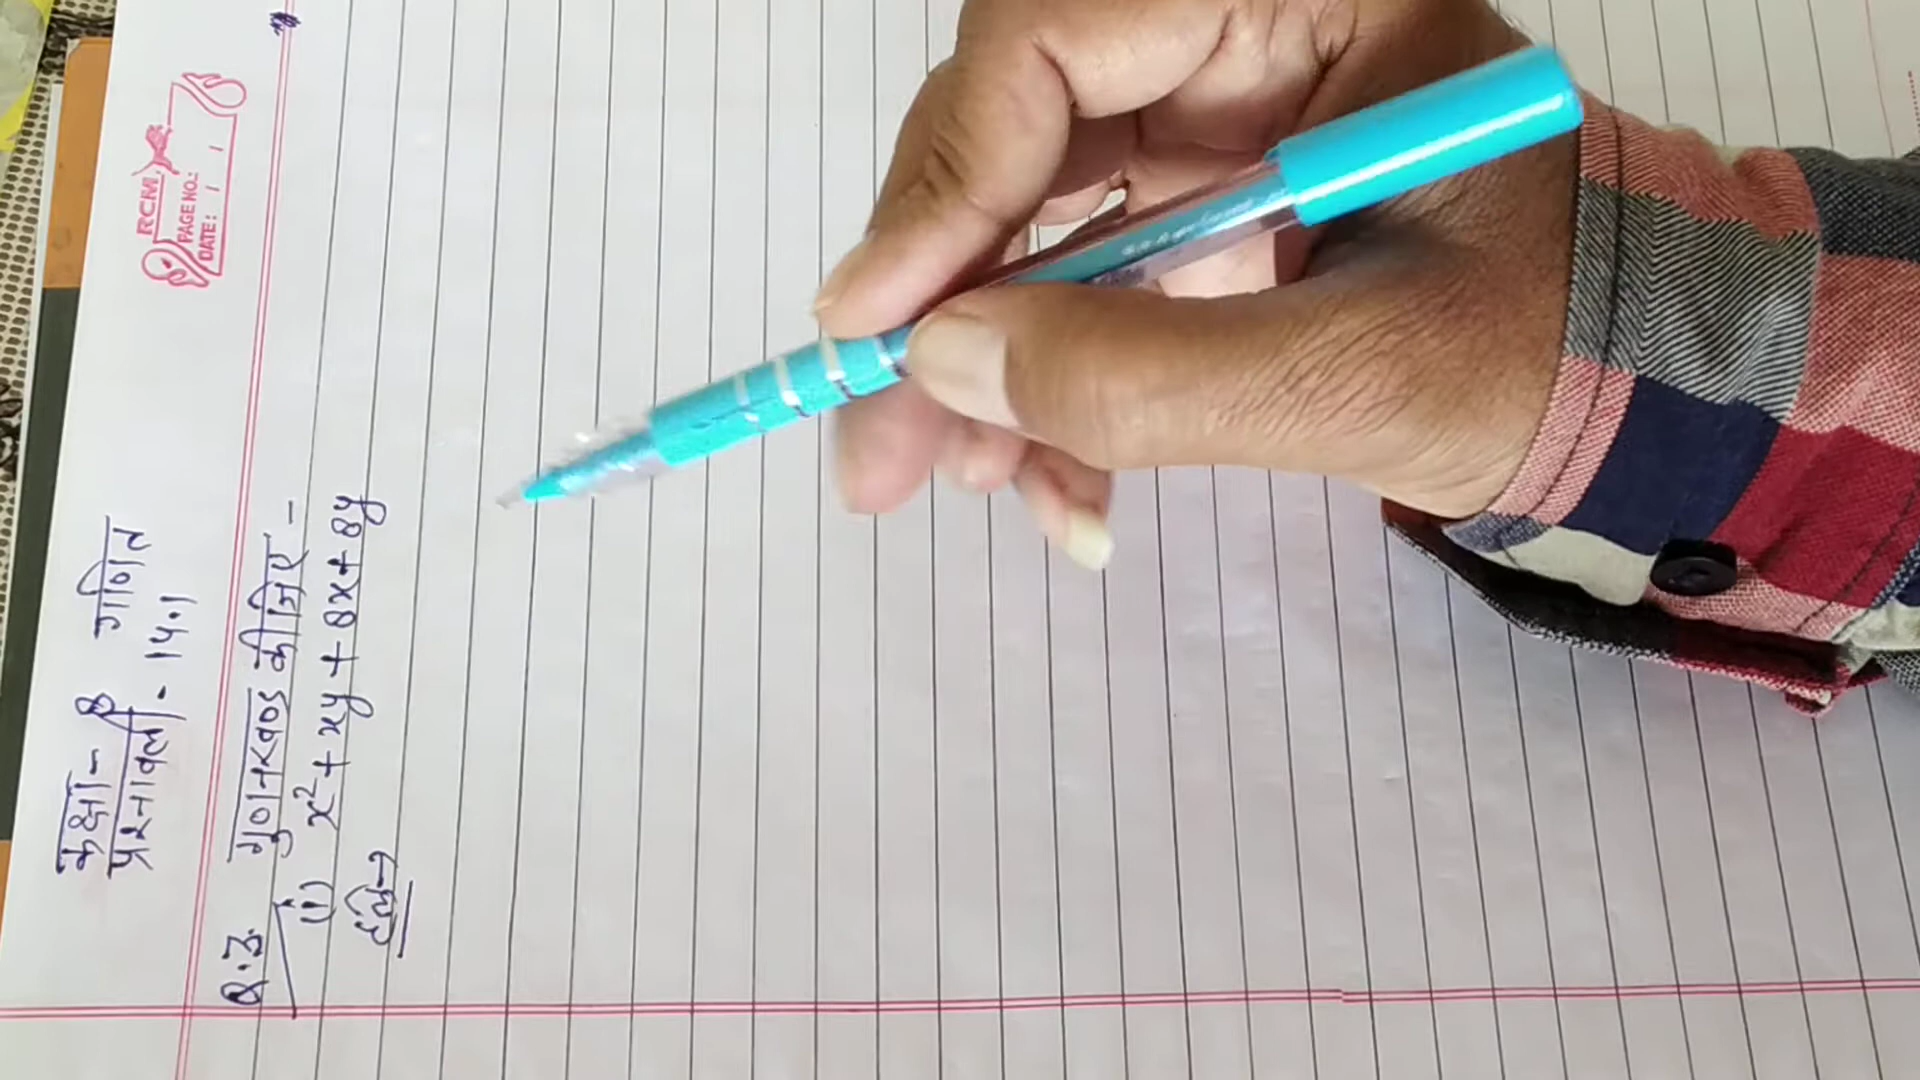 RCM
PAGE NO.:
DATE: / /
कक्षा - 8 गणित
प्रश्नावली - 14.1
Q.3. गुणनखण्ड कीजिए -
(i) x² + xy + 8x + 8y
हल →